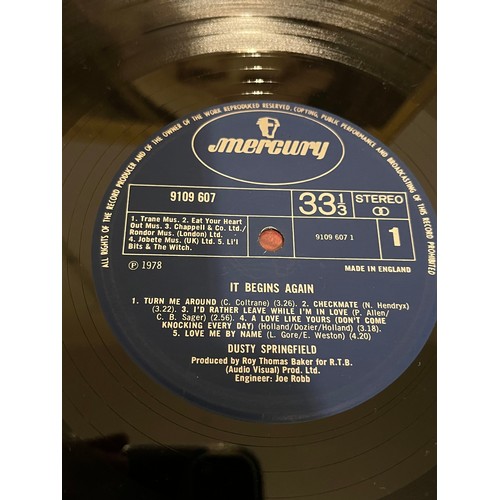 ALL RIGHTS OF THE RECORD PRODUCER AND OF THE OWNER OF THE WORK REPRODUCED RESERVED, COPYING, PUBLIC PERFORMANCE AND BROADCASTING OF THIS RECORD PROHIBITED
mercury
9109 607
33 1/3
STEREO
1. Trane Mus. 2. Eat Your Heart
Out Mus. 3. Chappell & Co. Ltd./
Rondor Mus. (London) Ltd.
4. Jobete Mus. (UK) Ltd. 5. Li'l
Bits & The Witch.
9109 607 1
1
℗ 1978
MADE IN ENGLAND
IT BEGINS AGAIN
1. TURN ME AROUND (C. Coltrane) (3.26). 2. CHECKMATE (N. Hendryx)
(3.22). 3. I'D RATHER LEAVE WHILE I'M IN LOVE (P. Allen/
C. B. Sager) (2.56). 4. A LOVE LIKE YOURS (DON'T COME
KNOCKING EVERY DAY) (Holland/Dozier/Holland) (3.18).
5. LOVE ME BY NAME (L. Gore/E. Weston) (4.20)
DUSTY SPRINGFIELD
Produced by Roy Thomas Baker for R.T.B.
(Audio Visual) Prod. Ltd.
Engineer: Joe Robb